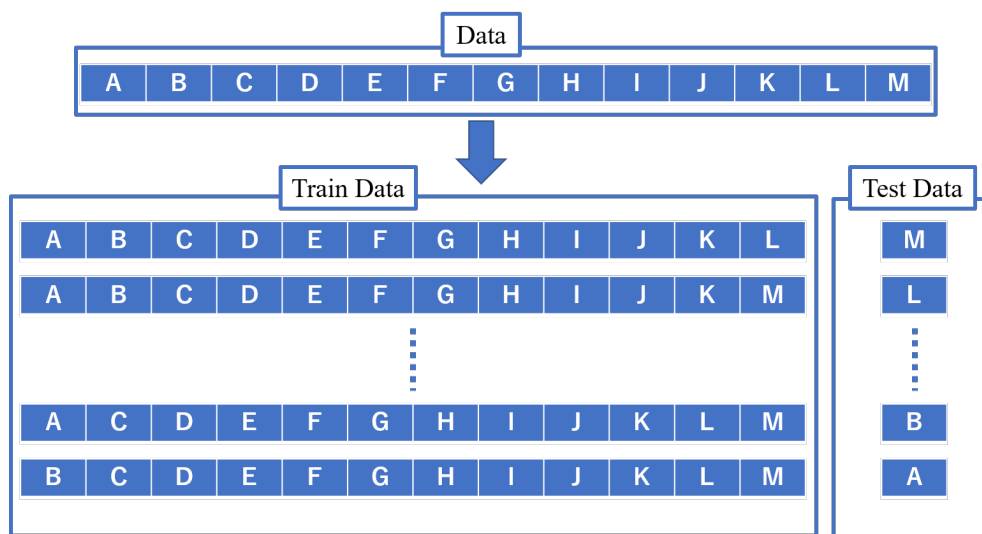 Data
A B C D E F G H I J K L M
Train Data
Test Data
A B C D E F G H I J K L
M
A B C D E F G H I J K M
L
A C D E F G H I J K L M
B
B C D E F G H I J K L M
A